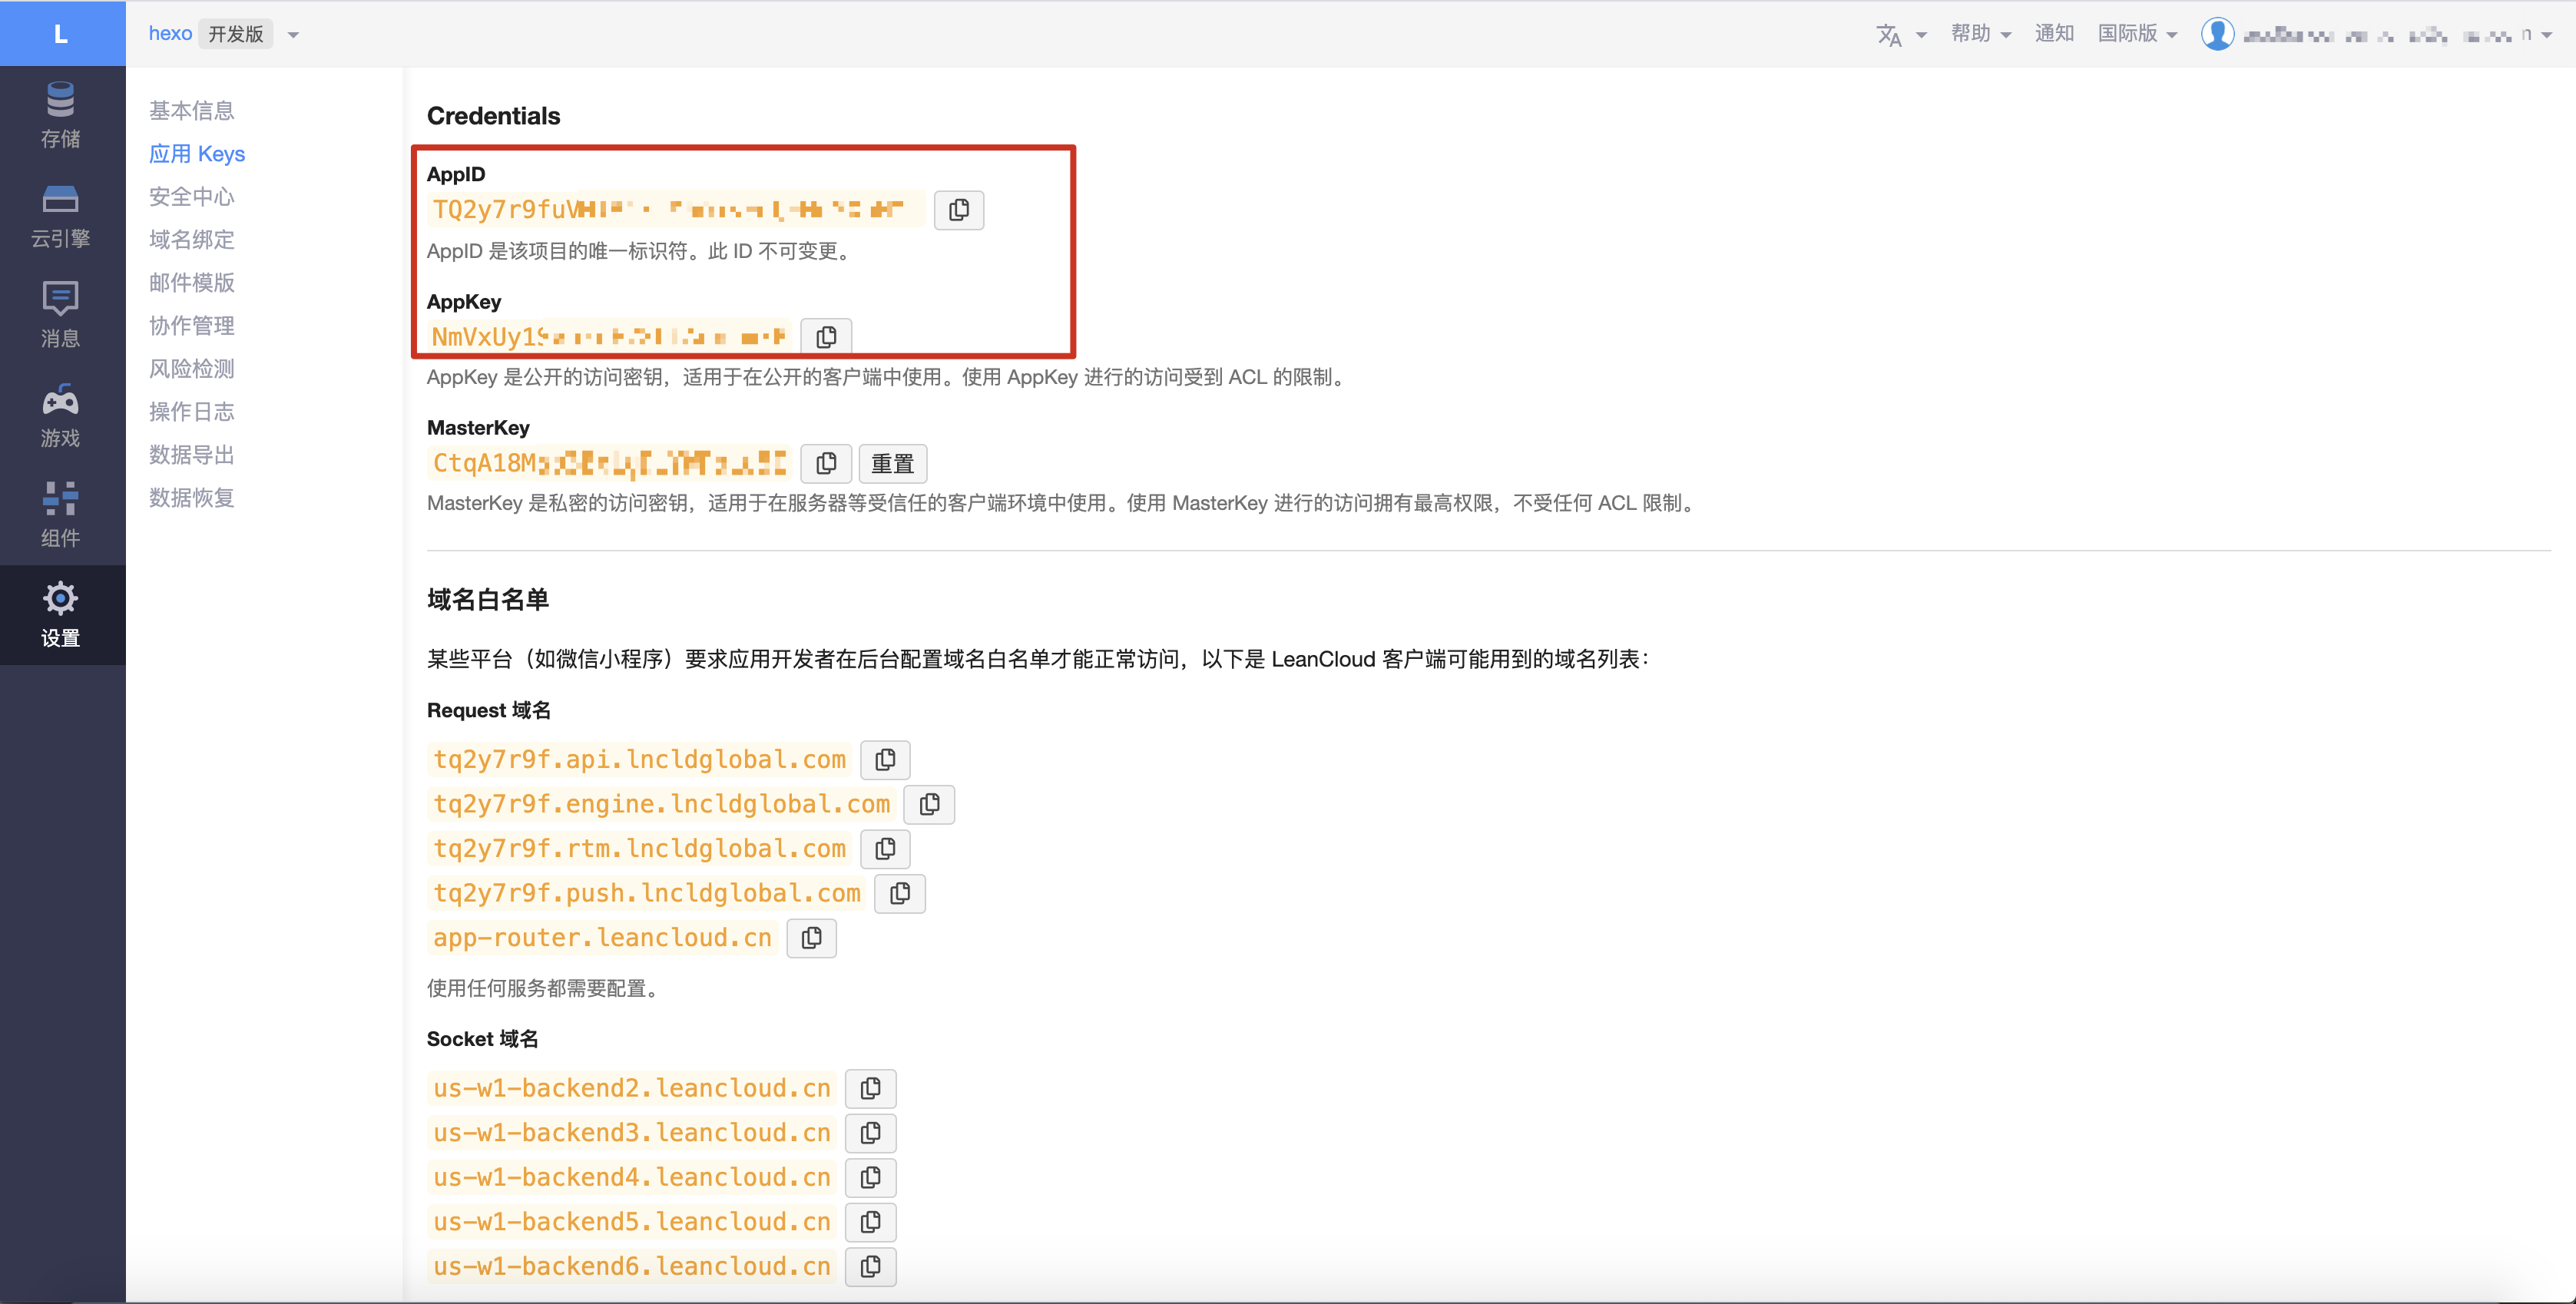 L
hexo 开发版
帮助
通知
国际版
n
存储
云引擎
消息
游戏
组件
设置
基本信息
应用 Keys
安全中心
域名绑定
邮件模版
协作管理
风险检测
操作日志
数据导出
数据恢复
Credentials
AppID
TQ2y7r9fuV
AppID 是该项目的唯一标识符。此 ID 不可变更。
AppKey
NmVxUy1
AppKey 是公开的访问密钥，适用于在公开的客户端中使用。使用 AppKey 进行的访问受到 ACL 的限制。
MasterKey
CtqA18M
重置
MasterKey 是私密的访问密钥，适用于在服务器等受信任的客户端环境中使用。使用 MasterKey 进行的访问拥有最高权限，不受任何 ACL 限制。
域名白名单
某些平台（如微信小程序）要求应用开发者在后台配置域名白名单才能正常访问，以下是 LeanCloud 客户端可能用到的域名列表：
Request 域名
tq2y7r9f.api.lncldglobal.com
tq2y7r9f.engine.lncldglobal.com
tq2y7r9f.rtm.lncldglobal.com
tq2y7r9f.push.lncldglobal.com
app-router.leancloud.cn
使用任何服务都需要配置。
Socket 域名
us-w1-backend2.leancloud.cn
us-w1-backend3.leancloud.cn
us-w1-backend4.leancloud.cn
us-w1-backend5.leancloud.cn
us-w1-backend6.leancloud.cn